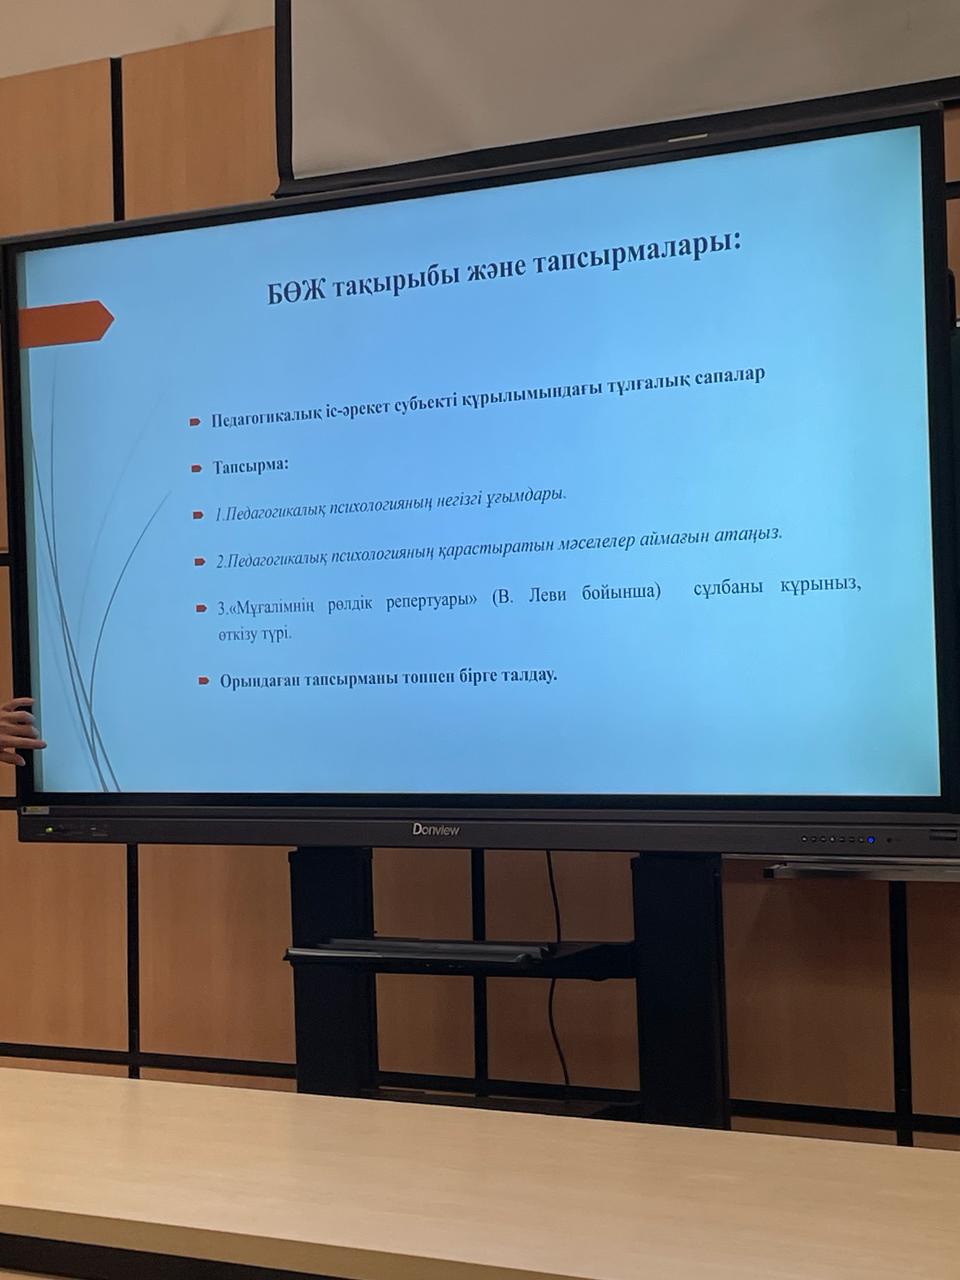 БӨЖ тақырыбы және тапсырмалары:
Педагогикалық іс-әрекет субъекті құрылымындағы тұлғалық сапалар
Тапсырма:
1.Педагогикалық психологияның негізгі ұғымдары.
2.Педагогикалық психологияның қарастыратын мәселелер аймағын атаңыз.
3.«Мұғалімнің рөлдік репертуары» (В. Леви бойынша) сұлбаны құрыңыз,
өткізу түрі.
Орындаған тапсырманы топпен бірге талдау.
Donview